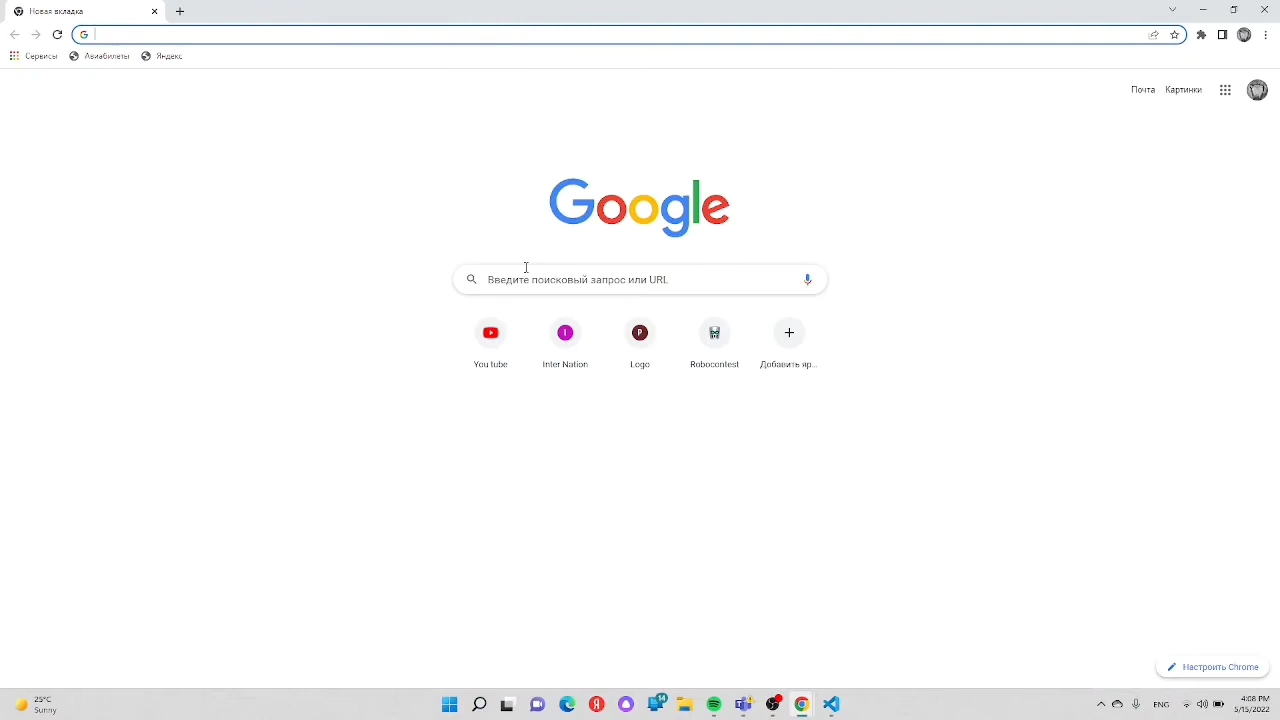 Новая вкладка
Сервисы Авиабилеты Яндекс
Почта Картинки
Google
Введите поисковый запрос или URL
You tube Inter Nation Logo Robocontest Добавить яр...
Настроить Chrome
25°C
Sunny
14
ENG
4:08 PM
5/15/2022